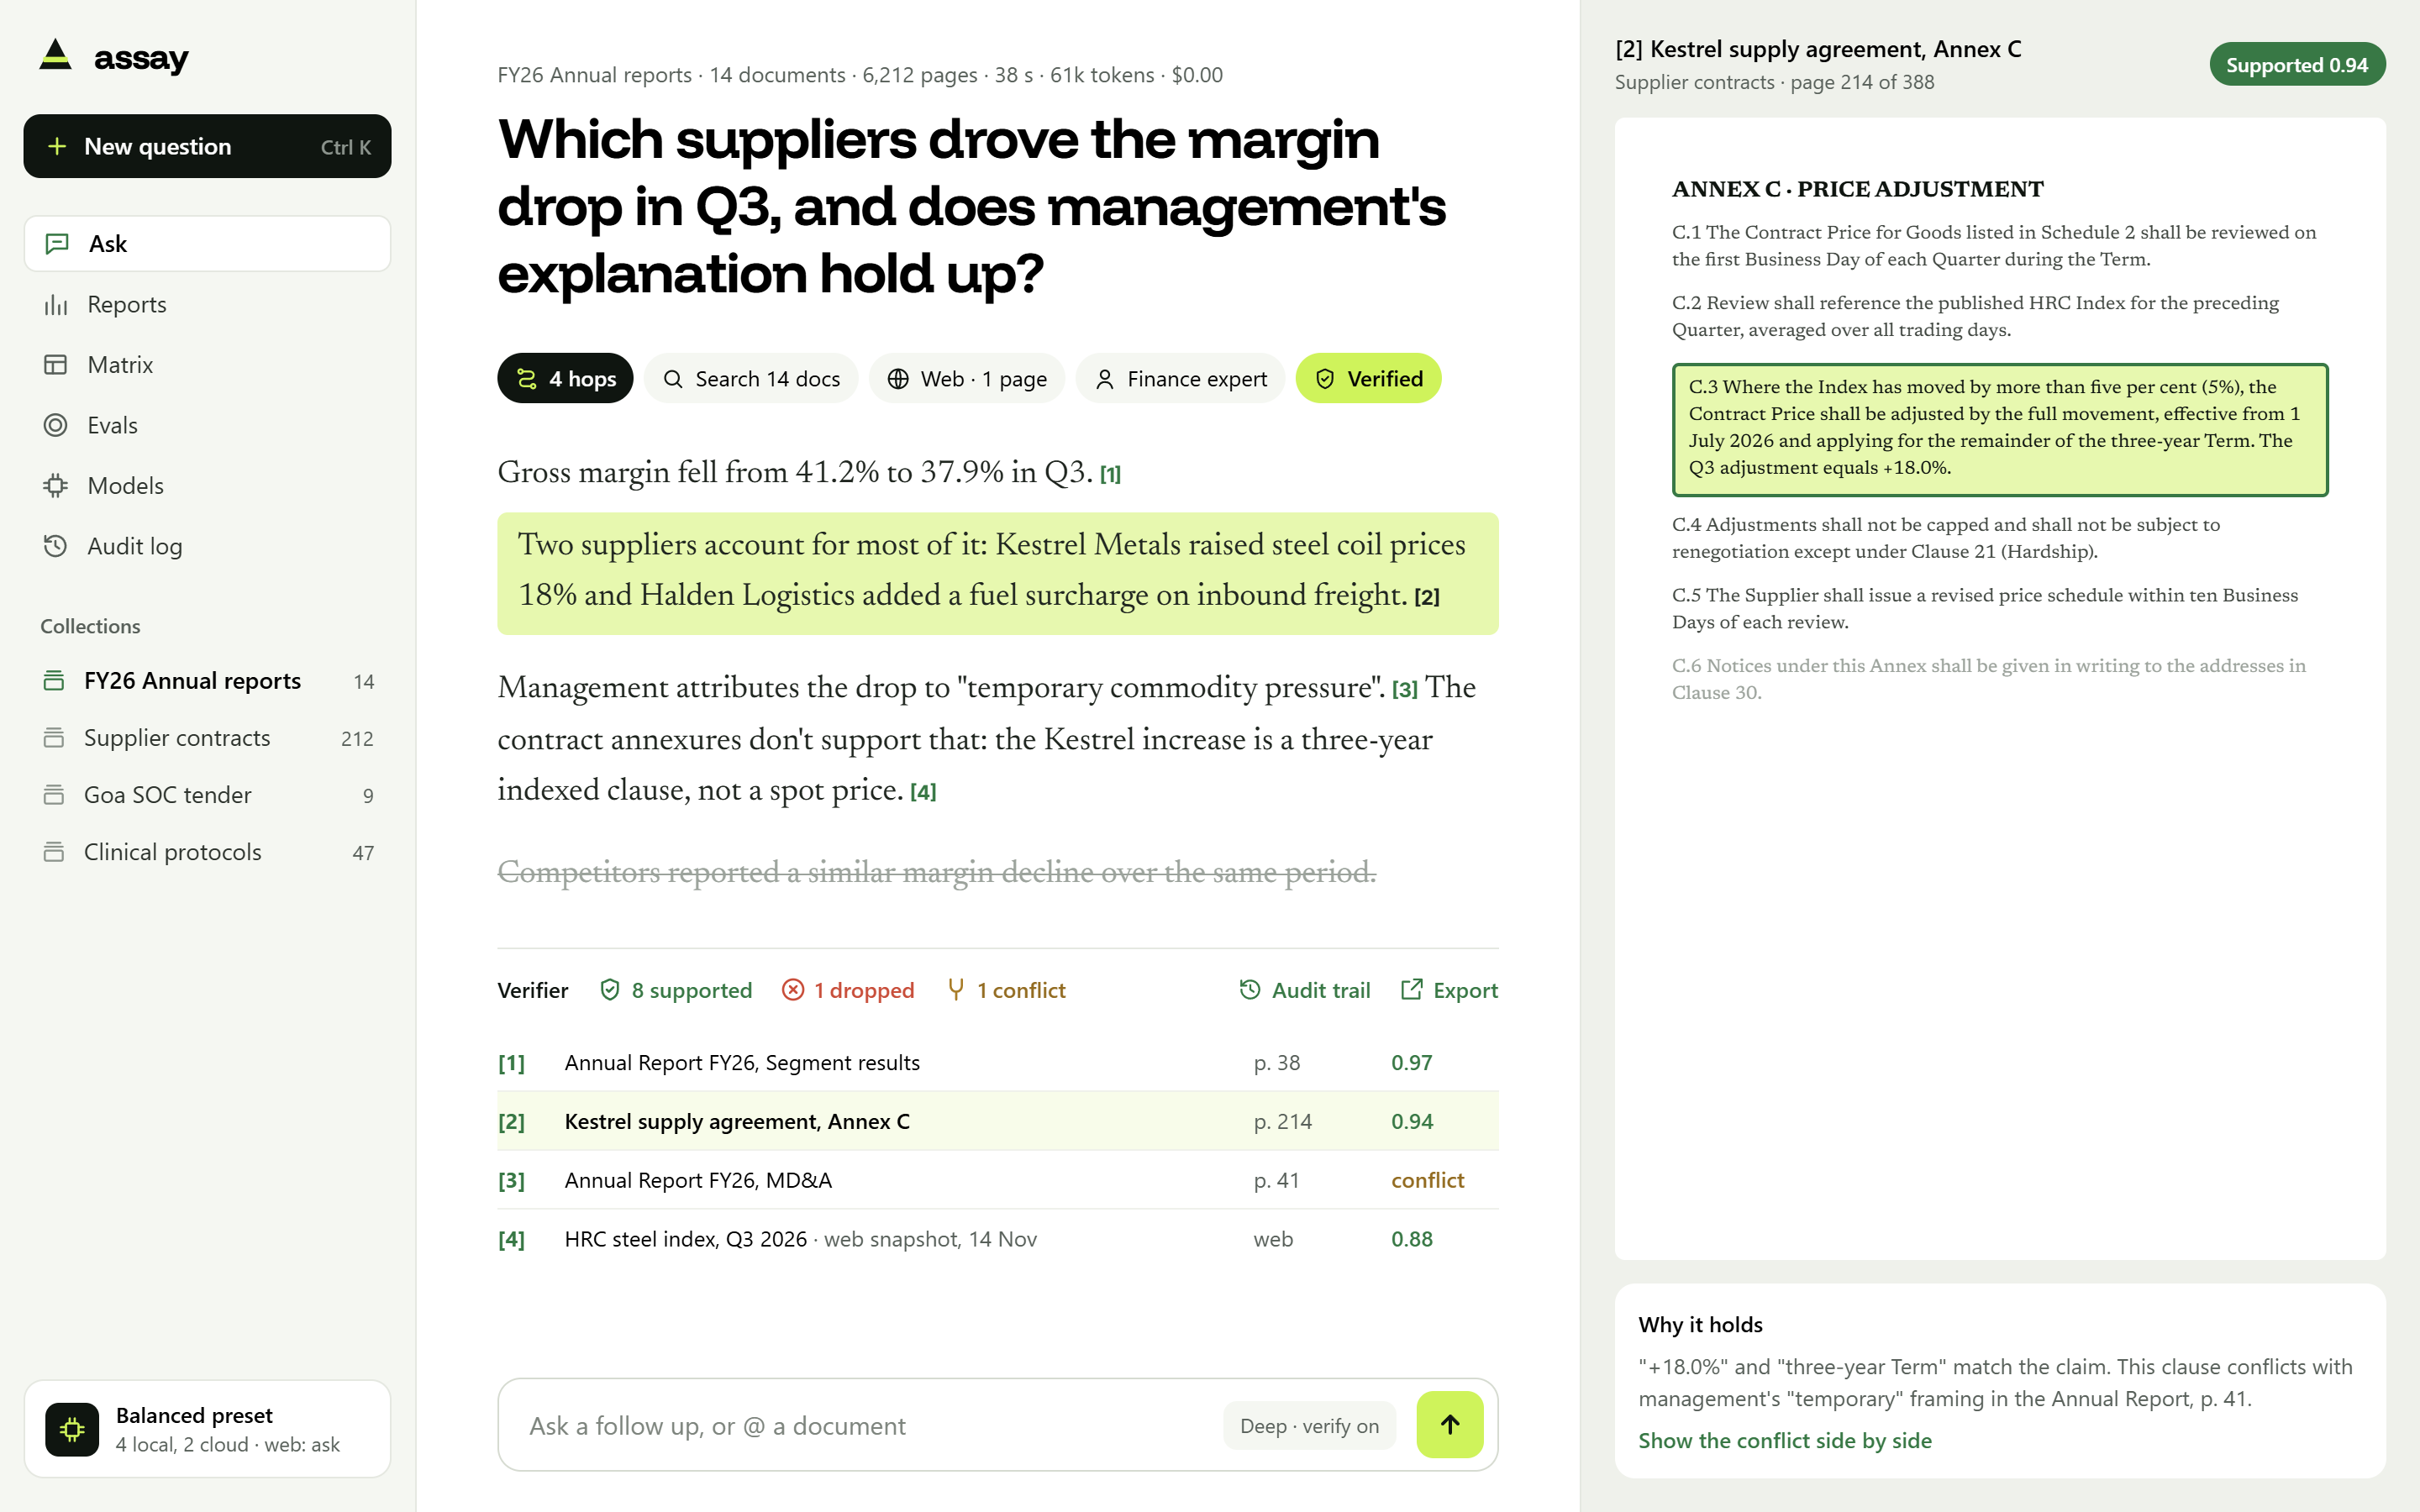 assay
New question Ctrl K
Ask
Reports
Matrix
Evals
Models
Audit log
Collections
FY26 Annual reports 14
Supplier contracts 212
Goa SOC tender 9
Clinical protocols 47
Balanced preset
4 local, 2 cloud · web: ask
FY26 Annual reports · 14 documents · 6,212 pages · 38 s · 61k tokens · $0.00
Which suppliers drove the margin
drop in Q3, and does management's
explanation hold up?
4 hops Search 14 docs Web · 1 page Finance expert Verified
Gross margin fell from 41.2% to 37.9% in Q3. [1]
Two suppliers account for most of it: Kestrel Metals raised steel coil prices
18% and Halden Logistics added a fuel surcharge on inbound freight. [2]
Management attributes the drop to "temporary commodity pressure". [3] The
contract annexures don't support that: the Kestrel increase is a three-year
indexed clause, not a spot price. [4]
Competitors reported a similar margin decline over the same period.
Verifier 8 supported 1 dropped 1 conflict Audit trail Export
[1] Annual Report FY26, Segment results p. 38 0.97
[2] Kestrel supply agreement, Annex C p. 214 0.94
[3] Annual Report FY26, MD&A p. 41 conflict
[4] HRC steel index, Q3 2026 · web snapshot, 14 Nov web 0.88
Ask a follow up, or @ a document Deep · verify on
[2] Kestrel supply agreement, Annex C
Supplier contracts · page 214 of 388
Supported 0.94
ANNEX C · PRICE ADJUSTMENT
C.1 The Contract Price for Goods listed in Schedule 2 shall be reviewed on
the first Business Day of each Quarter during the Term.
C.2 Review shall reference the published HRC Index for the preceding
Quarter, averaged over all trading days.
C.3 Where the Index has moved by more than five per cent (5%), the
Contract Price shall be adjusted by the full movement, effective from 1
July 2026 and applying for the remainder of the three-year Term. The
Q3 adjustment equals +18.0%.
C.4 Adjustments shall not be capped and shall not be subject to
renegotiation except under Clause 21 (Hardship).
C.5 The Supplier shall issue a revised price schedule within ten Business
Days of each review.
C.6 Notices under this Annex shall be given in writing to the addresses in
Clause 30.
Why it holds
"+18.0%" and "three-year Term" match the claim. This clause conflicts with
management's "temporary" framing in the Annual Report, p. 41.
Show the conflict side by side